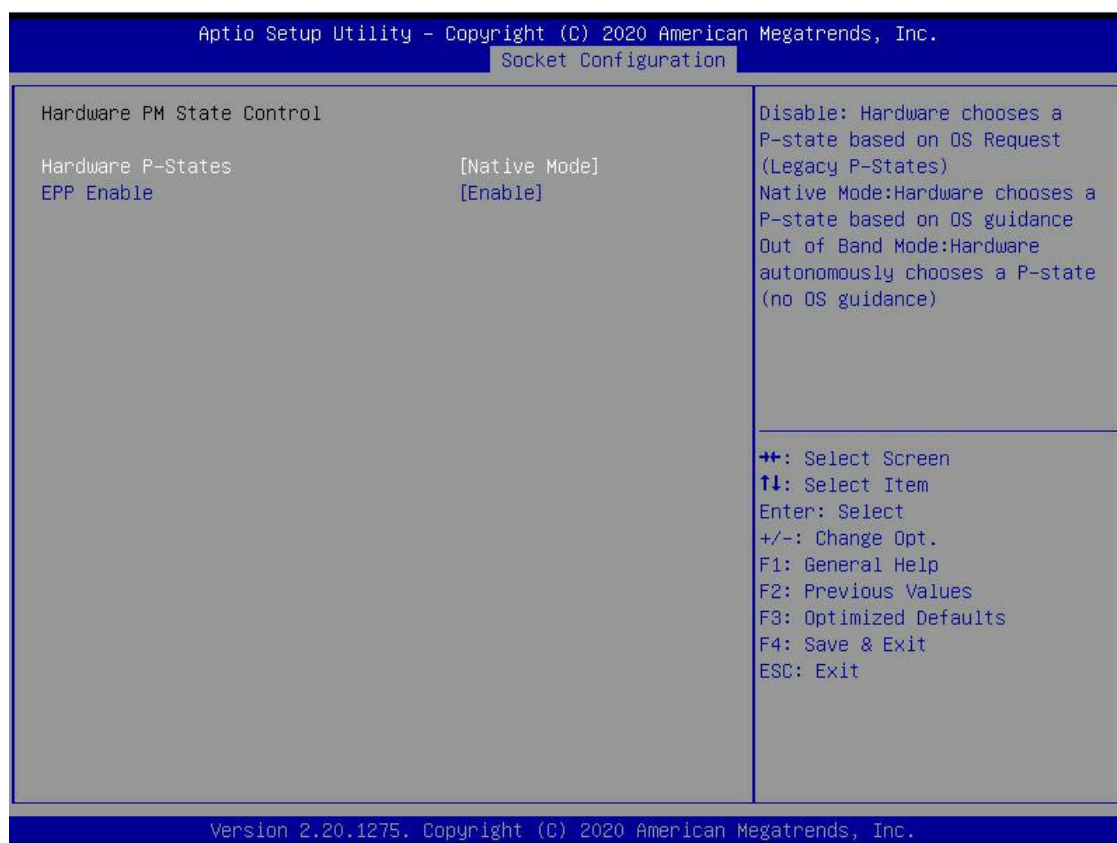 Aptio Setup Utility – Copyright (C) 2020 American Megatrends, Inc.
Socket Configuration
Hardware PM State Control
Hardware P-States [Native Mode]
EPP Enable [Enable]
Disable: Hardware chooses a
P-state based on OS Request
(Legacy P-States)
Native Mode:Hardware chooses a
P-state based on OS guidance
Out of Band Mode:Hardware
autonomously chooses a P-state
(no OS guidance)
→←: Select Screen
↑↓: Select Item
Enter: Select
+/-: Change Opt.
F1: General Help
F2: Previous Values
F3: Optimized Defaults
F4: Save & Exit
ESC: Exit
Version 2.20.1275. Copyright (C) 2020 American Megatrends, Inc.